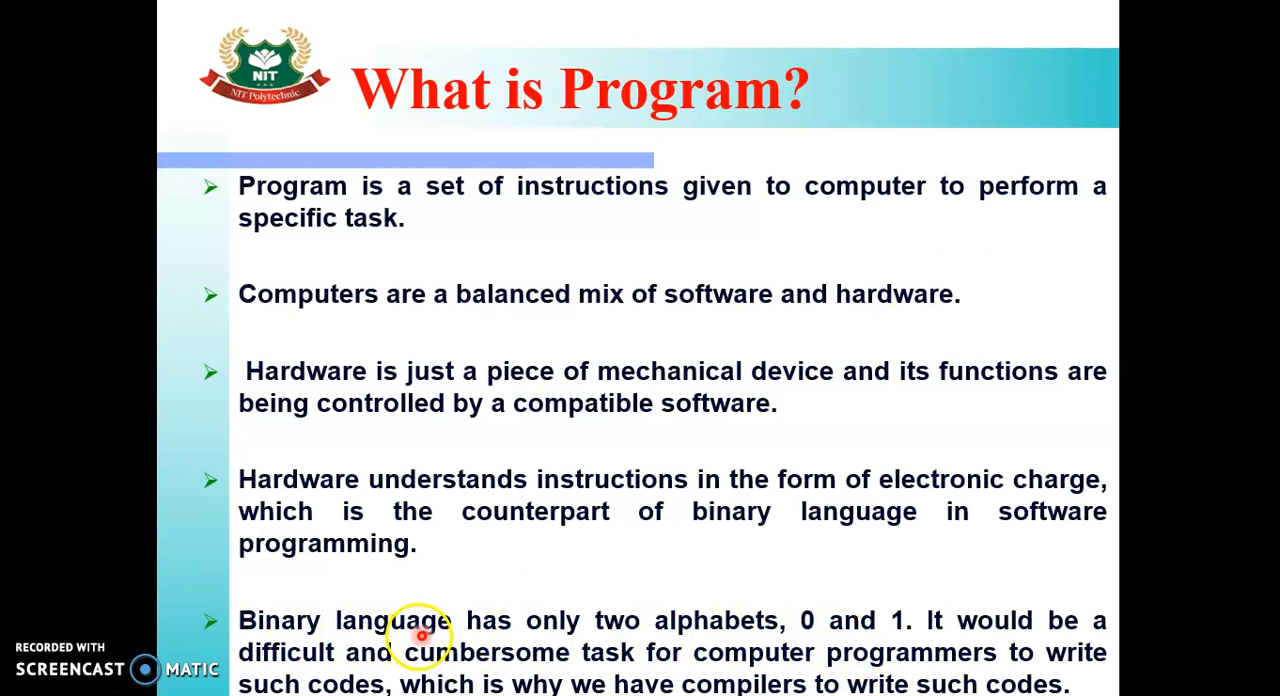 NIT
NIT Polytechnic
What is Program?
Program is a set of instructions given to computer to perform a
specific task.
Computers are a balanced mix of software and hardware.
Hardware is just a piece of mechanical device and its functions are
being controlled by a compatible software.
Hardware understands instructions in the form of electronic charge,
which is the counterpart of binary language in software
programming.
Binary language has only two alphabets, 0 and 1. It would be a
difficult and cumbersome task for computer programmers to write
such codes, which is why we have compilers to write such codes.
RECORDED WITH
SCREENCAST MATIC